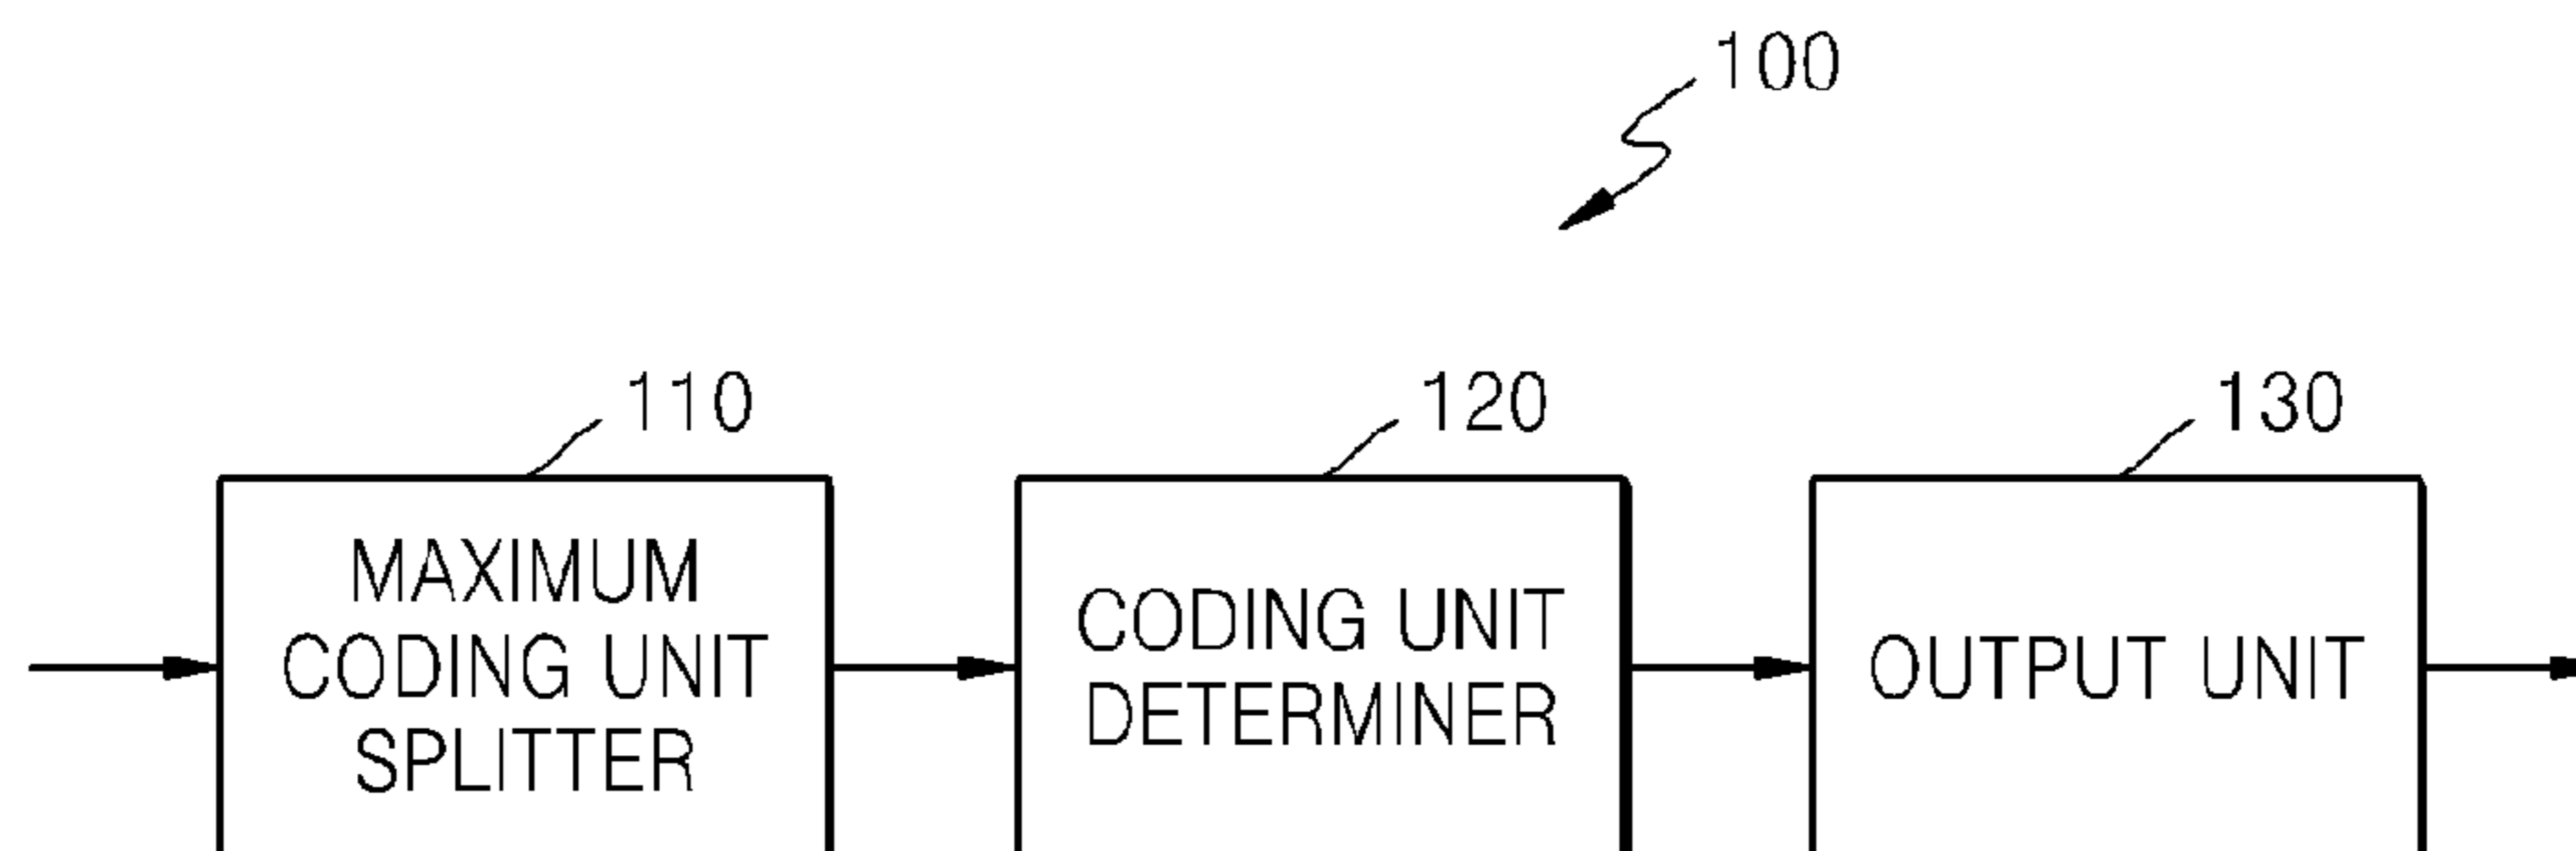 100
110
120
130
MAXIMUM
CODING UNIT
SPLITTER
CODING UNIT
DETERMINER
OUTPUT UNIT